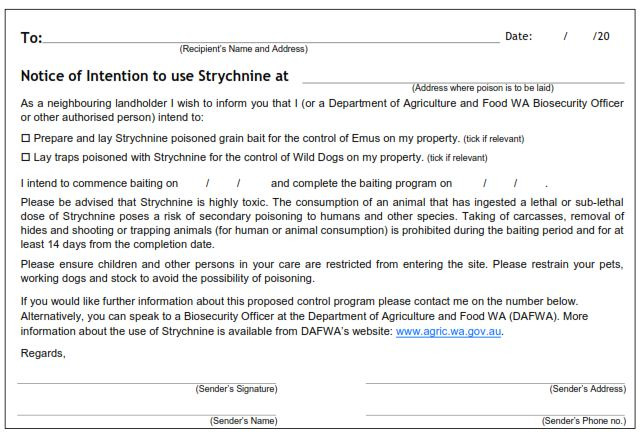 To: Date: / /20
(Recipient's Name and Address)
Notice of Intention to use Strychnine at
(Address where poison is to be laid)
As a neighbouring landholder I wish to inform you that I (or a Department of Agriculture and Food WA Biosecurity Officer
or other authorised person) intend to:
☐ Prepare and lay Strychnine poisoned grain bait for the control of Emus on my property. (tick if relevant)
☐ Lay traps poisoned with Strychnine for the control of Wild Dogs on my property. (tick if relevant)
I intend to commence baiting on / / and complete the baiting program on / / .
Please be advised that Strychnine is highly toxic. The consumption of an animal that has ingested a lethal or sub-lethal
dose of Strychnine poses a risk of secondary poisoning to humans and other species. Taking of carcasses, removal of
hides and shooting or trapping animals (for human or animal consumption) is prohibited during the baiting period and for at
least 14 days from the completion date.
Please ensure children and other persons in your care are restricted from entering the site. Please restrain your pets,
working dogs and stock to avoid the possibility of poisoning.
If you would like further information about this proposed control program please contact me on the number below.
Alternatively, you can speak to a Biosecurity Officer at the Department of Agriculture and Food WA (DAFWA). More
information about the use of Strychnine is available from DAFWA's website: www.agric.wa.gov.au.
Regards,
(Sender's Signature) (Sender's Address)
(Sender's Name) (Sender's Phone no.)